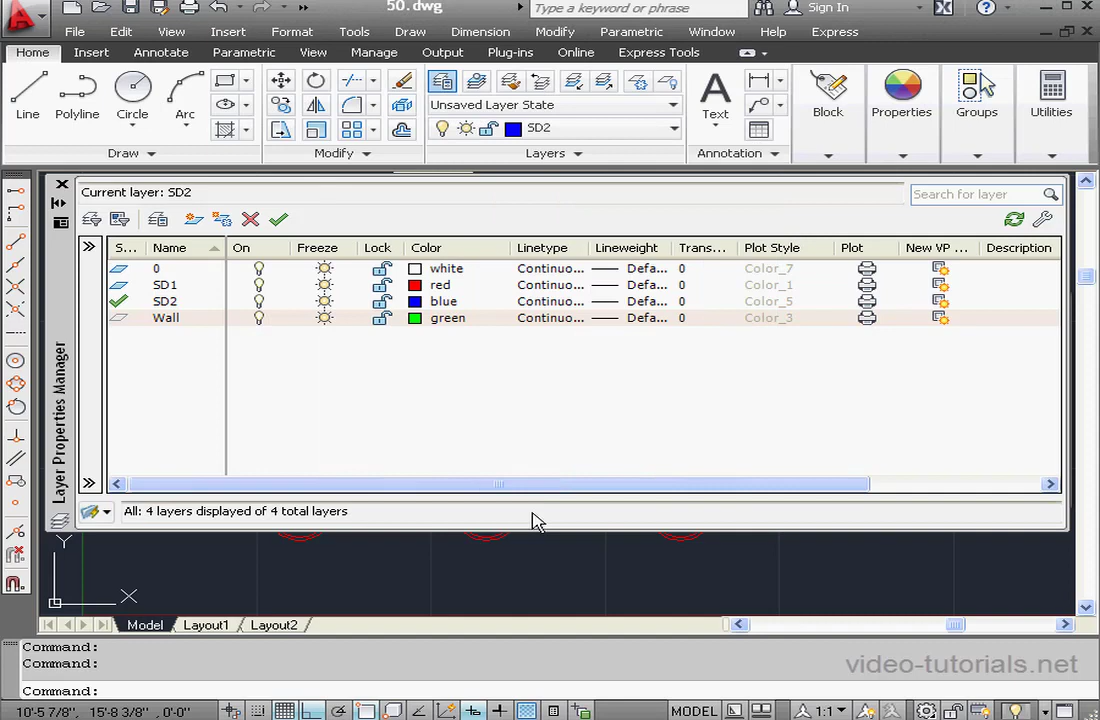 50.dwg
Type a keyword or phrase
Sign In
File Edit View Insert Format Tools Draw Dimension Modify Parametric Window Help Express
Home Insert Annotate Parametric View Manage Output Plug-ins Online Express Tools
Line Polyline Circle Arc
Unsaved Layer State
SD2
Text Block Properties Groups Utilities
Draw Modify Layers Annotation
Current layer: SD2
Search for layer
S... Name On Freeze Lock Color Linetype Lineweight Trans... Plot Style Plot New VP ... Description
0 white Continuo... Defa... 0 Color_7
SD1 red Continuo... Defa... 0 Color_1
SD2 blue Continuo... Defa... 0 Color_5
Wall green Continuo... Defa... 0 Color_3
Layer Properties Manager
All: 4 layers displayed of 4 total layers
Y
X
Model Layout1 Layout2
Command:
Command:
video-tutorials.net
Command:
10'-5 7/8", 15'-8 3/8" , 0'-0"
MODEL
1:1